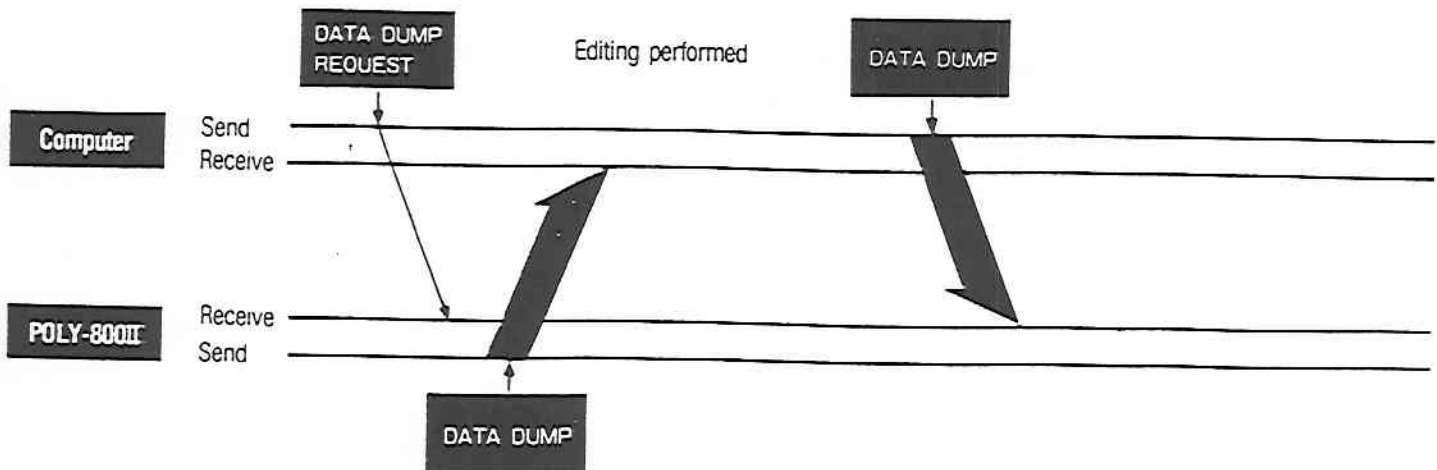 DATA DUMP
REQUEST
Editing performed
DATA DUMP
Computer
Send
Receive
POLY-800II
Receive
Send
DATA DUMP